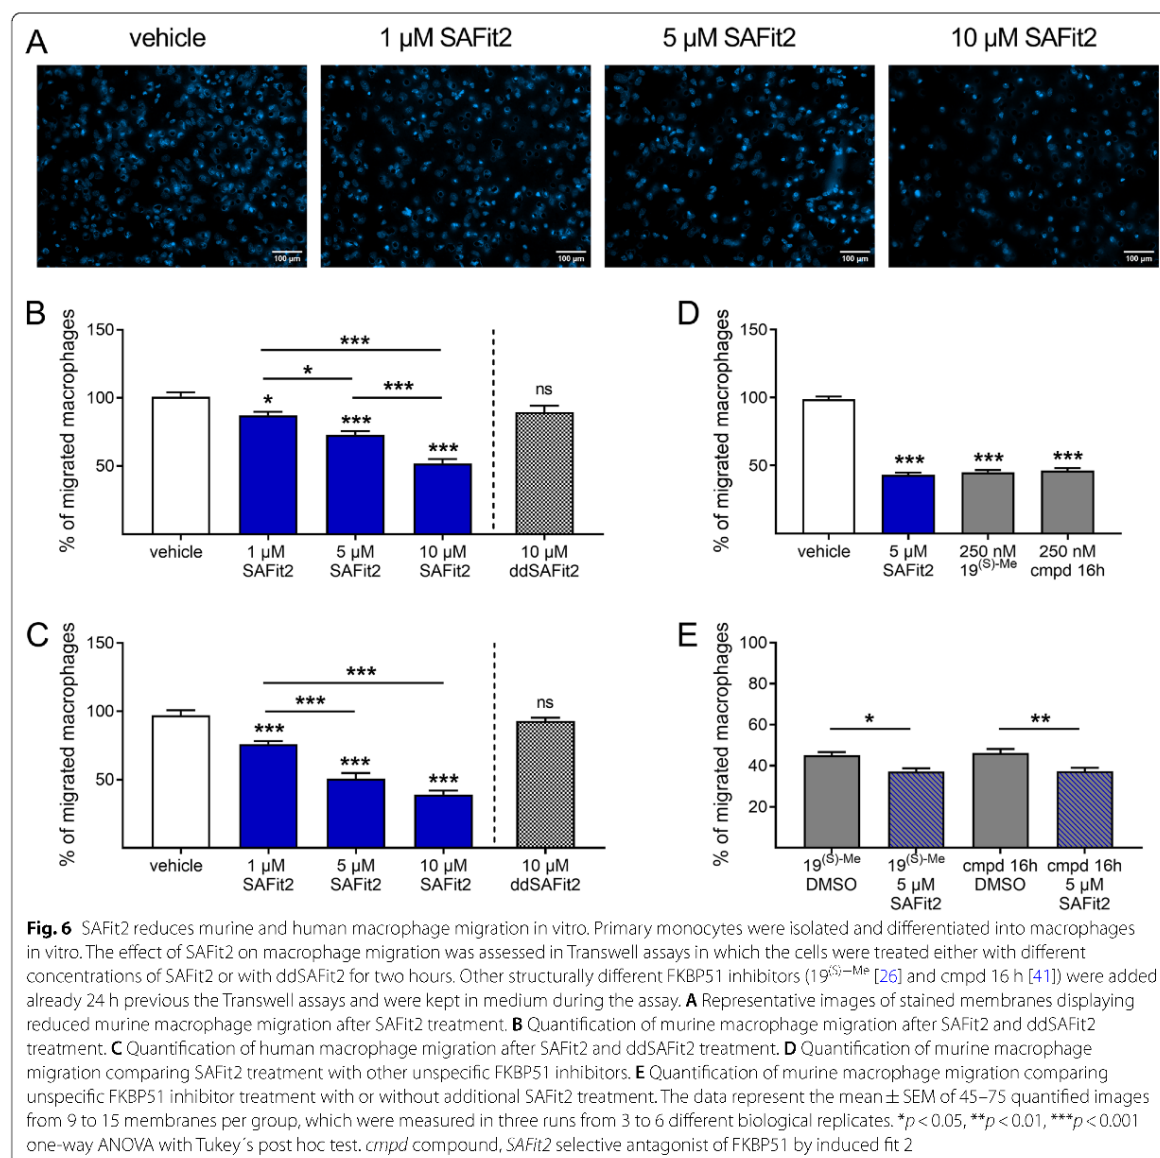 A
vehicle
1 µM SAFit2
5 µM SAFit2
10 µM SAFit2
100 µm
100 µm
100 µm
100 µm
B
% of migrated macrophages
150
100
50
***
*
***
*
***
***
ns
vehicle
1 µM
SAFit2
5 µM
SAFit2
10 µM
SAFit2
10 µM
ddSAFit2
D
% of migrated macrophages
150
100
50
***
***
***
vehicle
5 µM
SAFit2
250 nM
19(S)-Me
250 nM
cmpd 16h
C
% of migrated macrophages
150
100
50
***
***
***
***
***
ns
vehicle
1 µM
SAFit2
5 µM
SAFit2
10 µM
SAFit2
10 µM
ddSAFit2
E
% of migrated macrophages
100
80
60
40
20
*
**
19(S)-Me
DMSO
19(S)-Me
5 µM
SAFit2
cmpd 16h
DMSO
cmpd 16h
5 µM
SAFit2
Fig. 6 SAFit2 reduces murine and human macrophage migration in vitro. Primary monocytes were isolated and differentiated into macrophages
in vitro. The effect of SAFit2 on macrophage migration was assessed in Transwell assays in which the cells were treated either with different
concentrations of SAFit2 or with ddSAFit2 for two hours. Other structurally different FKBP51 inhibitors (19(S)−Me [26] and cmpd 16 h [41]) were added
already 24 h previous the Transwell assays and were kept in medium during the assay. A Representative images of stained membranes displaying
reduced murine macrophage migration after SAFit2 treatment. B Quantification of murine macrophage migration after SAFit2 and ddSAFit2
treatment. C Quantification of human macrophage migration after SAFit2 and ddSAFit2 treatment. D Quantification of murine macrophage
migration comparing SAFit2 treatment with other unspecific FKBP51 inhibitors. E Quantification of murine macrophage migration comparing
unspecific FKBP51 inhibitor treatment with or without additional SAFit2 treatment. The data represent the mean ± SEM of 45–75 quantified images
from 9 to 15 membranes per group, which were measured in three runs from 3 to 6 different biological replicates. *p < 0.05, **p < 0.01, ***p < 0.001
one-way ANOVA with Tukey´s post hoc test. cmpd compound, SAFit2 selective antagonist of FKBP51 by induced fit 2